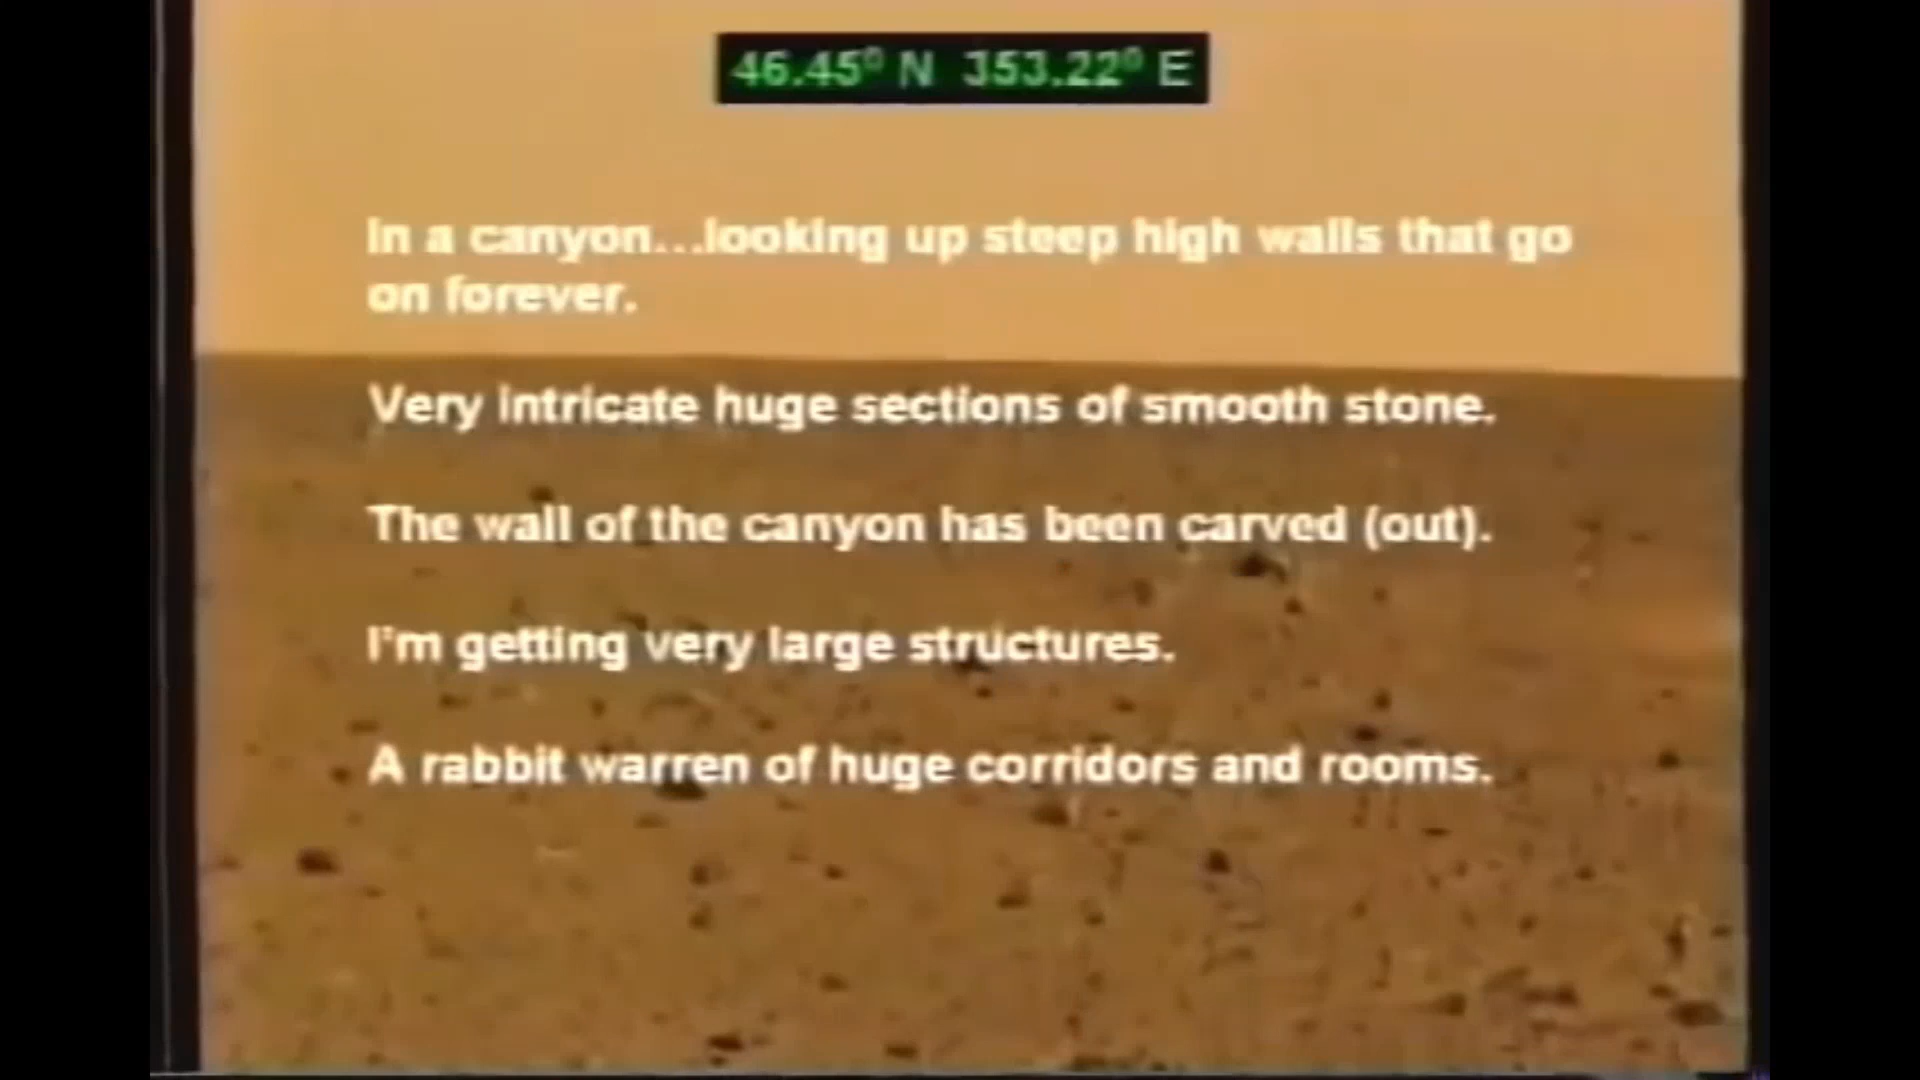 46.45⁰ N 353.22⁰ E
In a canyon...looking up steep high walls that go
on forever.
Very intricate huge sections of smooth stone.
The wall of the canyon has been carved (out).
I'm getting very large structures.
A rabbit warren of huge corridors and rooms.